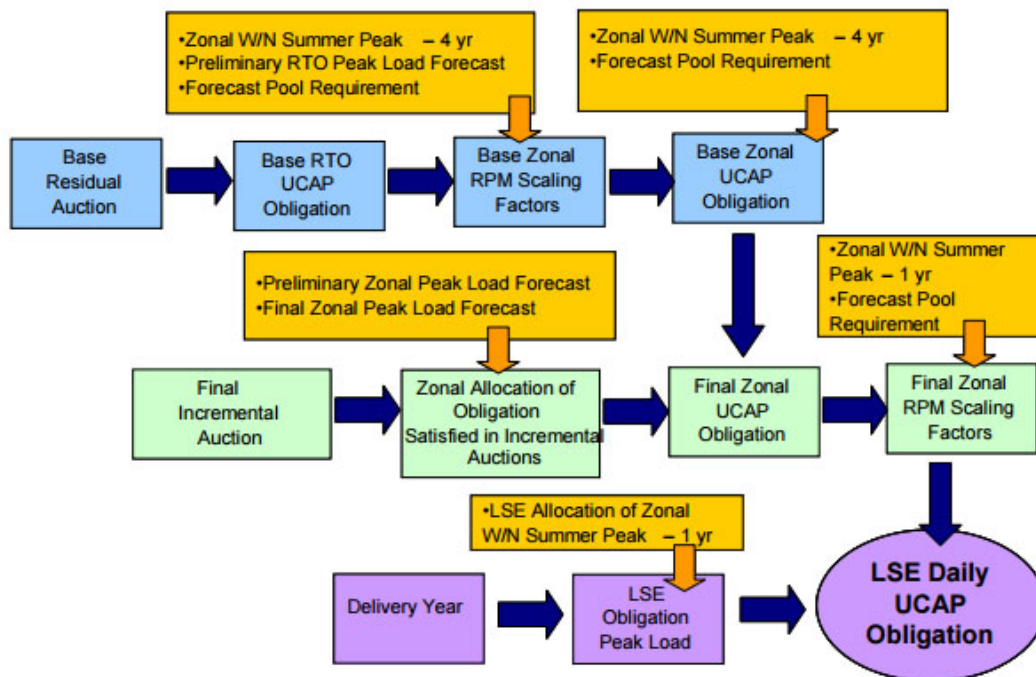 •Zonal W/N Summer Peak – 4 yr
•Preliminary RTO Peak Load Forecast
•Forecast Pool Requirement
•Zonal W/N Summer Peak – 4 yr
•Forecast Pool Requirement
Base
Residual
Auction
Base RTO
UCAP
Obligation
Base Zonal
RPM Scaling
Factors
Base Zonal
UCAP
Obligation
•Preliminary Zonal Peak Load Forecast
•Final Zonal Peak Load Forecast
•Zonal W/N Summer
Peak – 1 yr
•Forecast Pool
Requirement
Final
Incremental
Auction
Zonal Allocation of
Obligation
Satisfied in Incremental
Auctions
Final Zonal
UCAP
Obligation
Final Zonal
RPM Scaling
Factors
•LSE Allocation of Zonal
W/N Summer Peak – 1 yr
Delivery Year
LSE
Obligation
Peak Load
LSE Daily
UCAP
Obligation